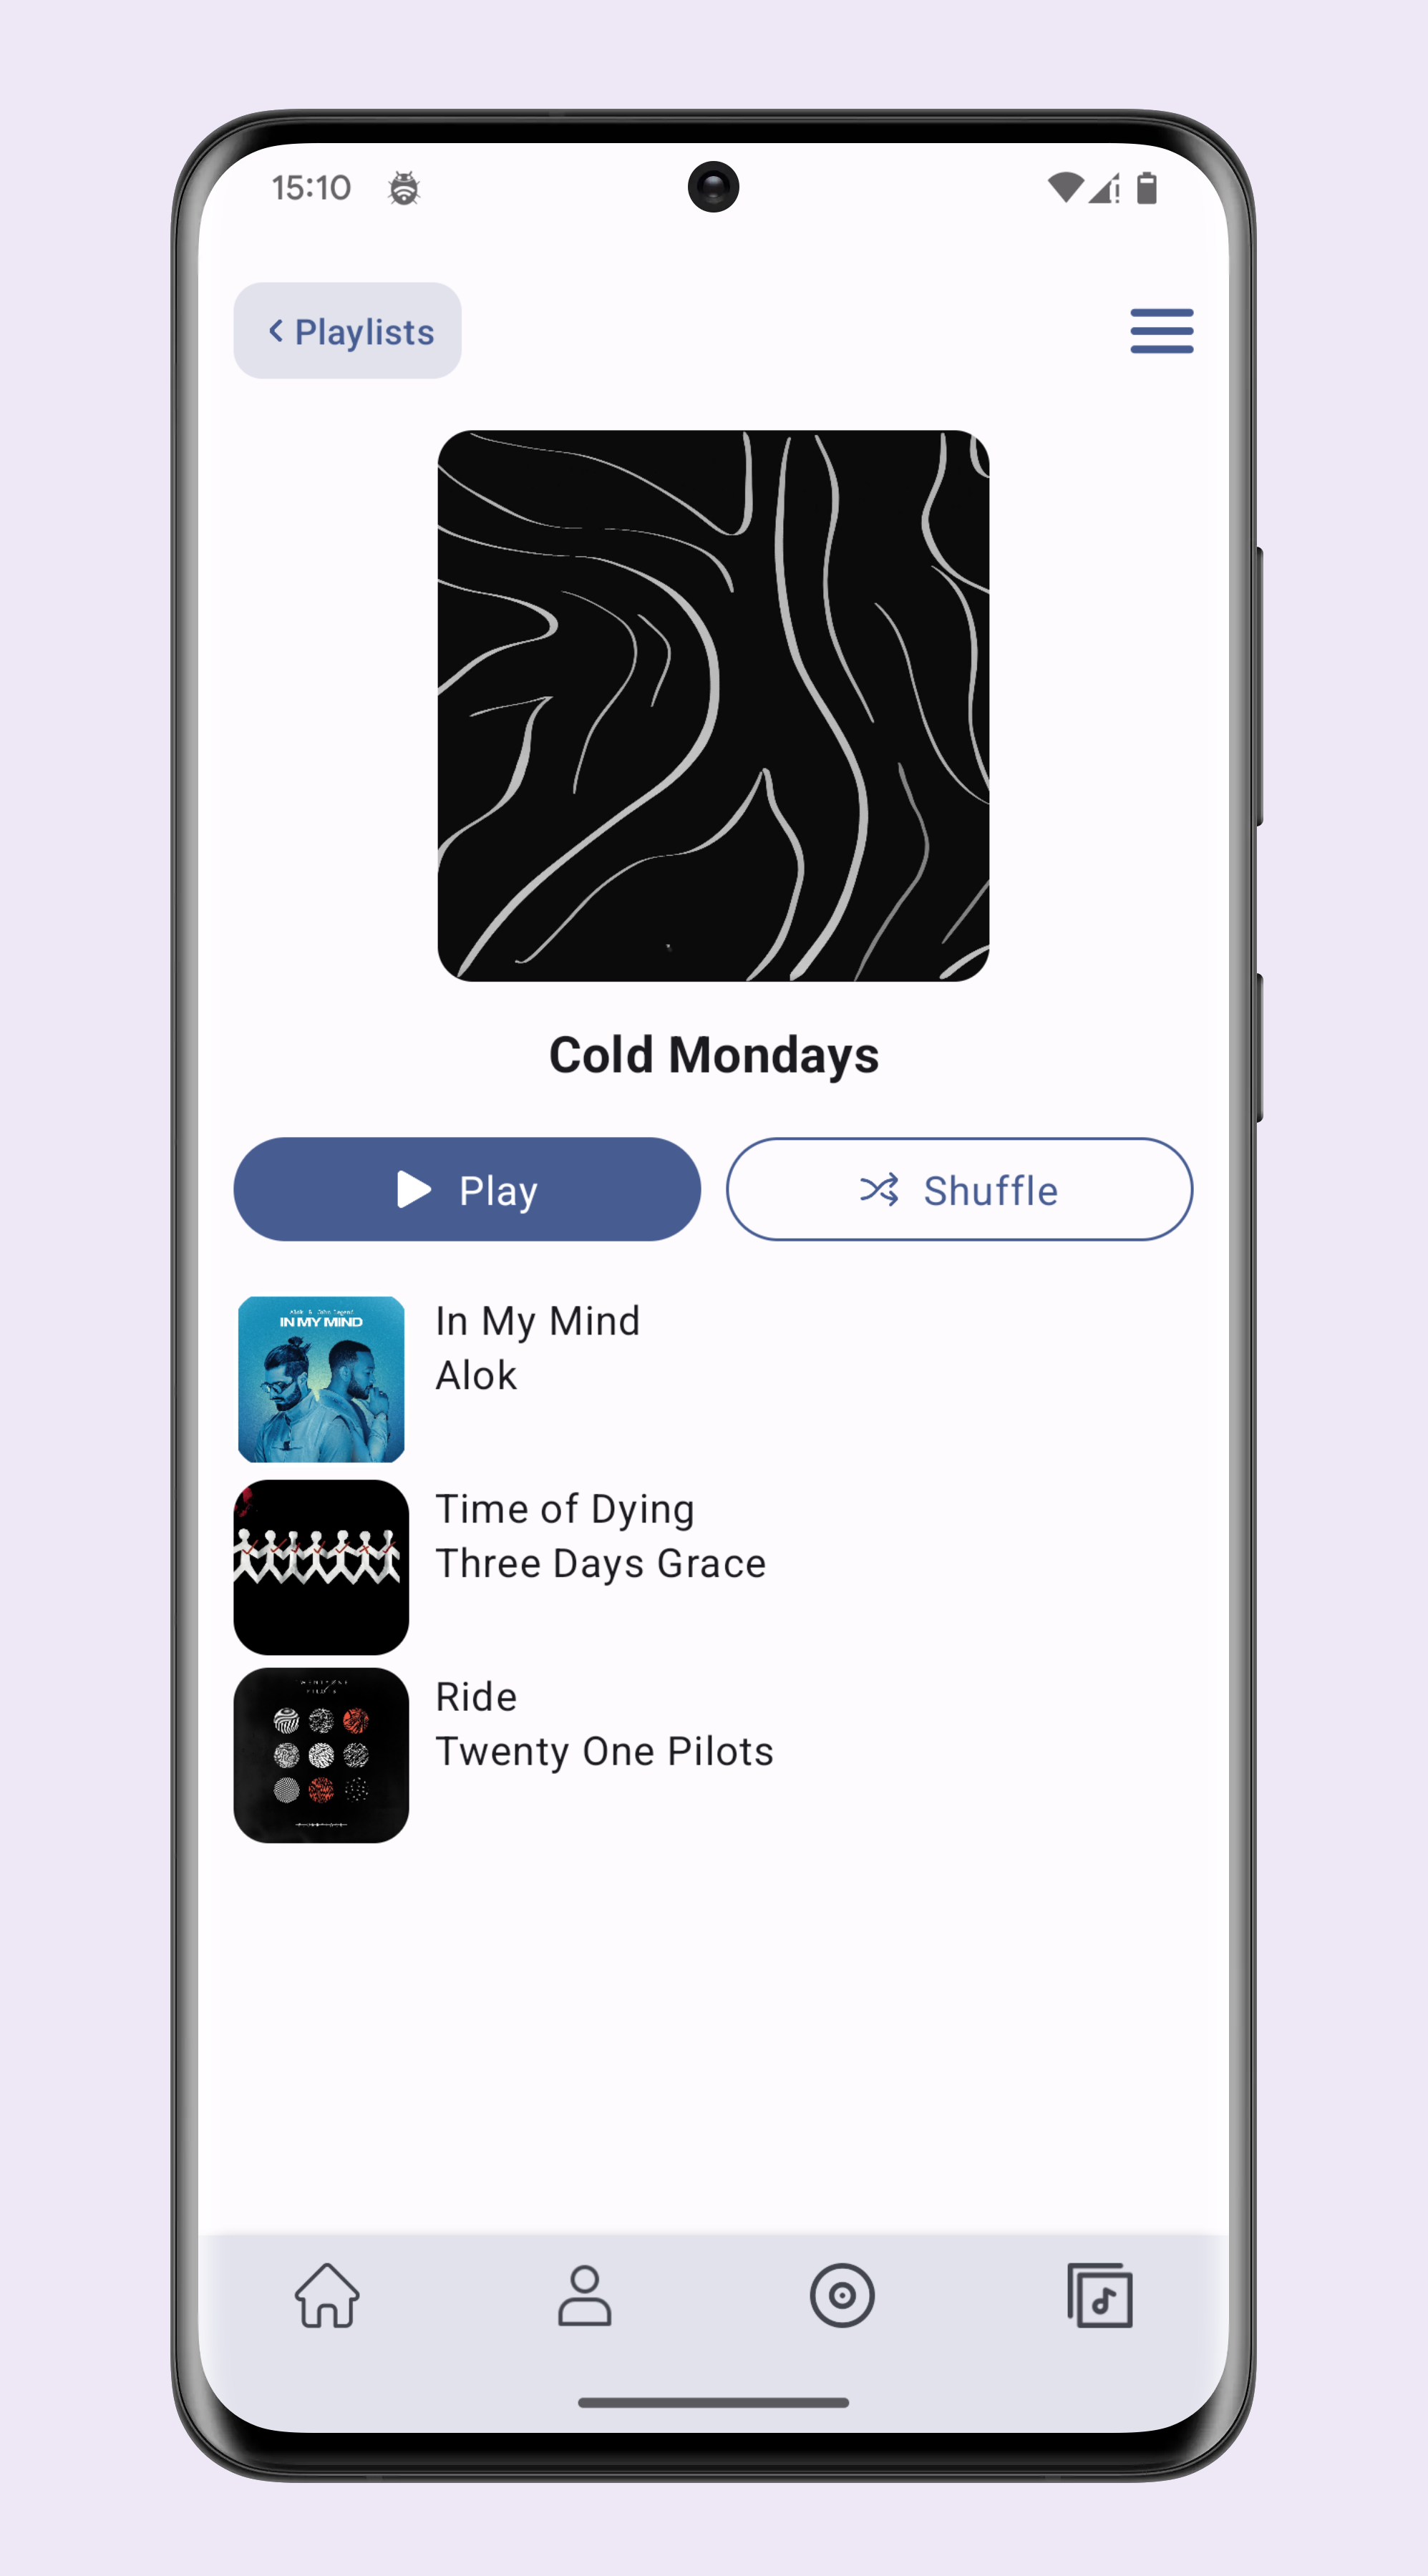 15:10
Playlists
Cold Mondays
Play
Shuffle
Alok & John Legend
IN MY MIND
In My Mind
Alok
Time of Dying
Three Days Grace
Ride
Twenty One Pilots